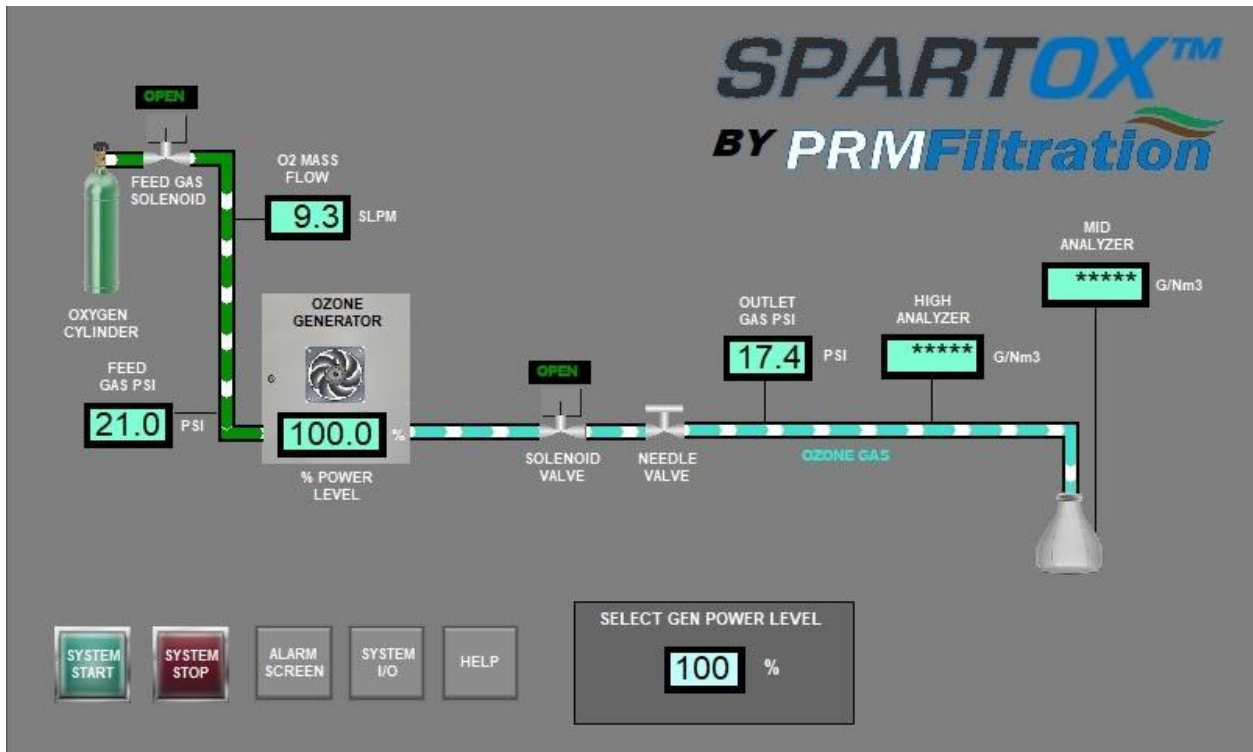 SPARTOX™
BY PRMFiltration
OPEN
FEED GAS
SOLENOID
O2 MASS
FLOW
9.3 SLPM
OXYGEN
CYLINDER
FEED
GAS PSI
21.0 PSI
OZONE
GENERATOR
100.0 %
% POWER
LEVEL
OPEN
SOLENOID
VALVE
NEEDLE
VALVE
OUTLET
GAS PSI
17.4 PSI
HIGH
ANALYZER
***** G/Nm3
MID
ANALYZER
***** G/Nm3
OZONE GAS
SYSTEM
START
SYSTEM
STOP
ALARM
SCREEN
SYSTEM
I/O
HELP
SELECT GEN POWER LEVEL
100 %